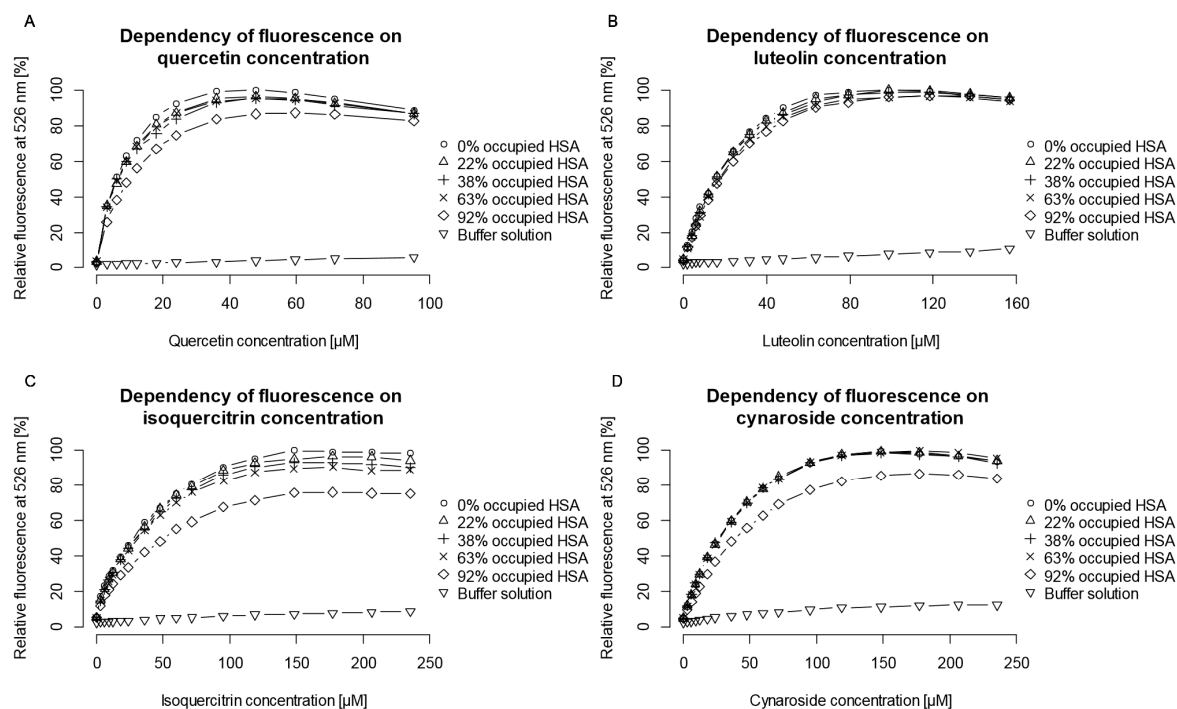 A
Dependency of fluorescence on
quercetin concentration
Relative fluorescence at 526 nm [%]
100
80
60
40
20
0
0 20 40 60 80 100
Quercetin concentration [µM]
0% occupied HSA
22% occupied HSA
38% occupied HSA
63% occupied HSA
92% occupied HSA
Buffer solution
B
Dependency of fluorescence on
luteolin concentration
Relative fluorescence at 526 nm [%]
100
80
60
40
20
0
0 40 80 120 160
Luteolin concentration [µM]
0% occupied HSA
22% occupied HSA
38% occupied HSA
63% occupied HSA
92% occupied HSA
Buffer solution
C
Dependency of fluorescence on
isoquercitrin concentration
Relative fluorescence at 526 nm [%]
100
80
60
40
20
0
0 50 100 150 200 250
Isoquercitrin concentration [µM]
0% occupied HSA
22% occupied HSA
38% occupied HSA
63% occupied HSA
92% occupied HSA
Buffer solution
D
Dependency of fluorescence on
cynaroside concentration
Relative fluorescence at 526 nm [%]
100
80
60
40
20
0
0 50 100 150 200 250
Cynaroside concentration [µM]
0% occupied HSA
22% occupied HSA
38% occupied HSA
63% occupied HSA
92% occupied HSA
Buffer solution